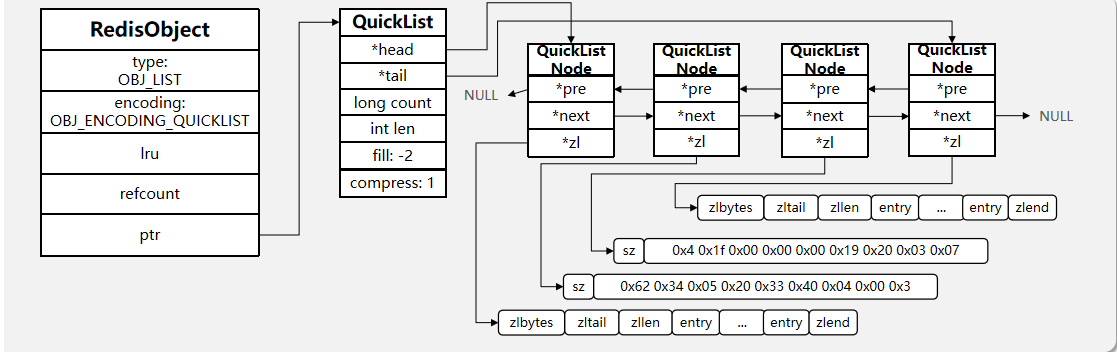 RedisObject
type:
OBJ_LIST
encoding:
OBJ_ENCODING_QUICKLIST
lru
refcount
ptr
QuickList
*head
*tail
long count
int len
fill: -2
compress: 1
NULL
QuickList
Node
*pre
*next
*zl
QuickList
Node
*pre
*next
*zl
QuickList
Node
*pre
*next
*zl
QuickList
Node
*pre
*next
*zl
NULL
zlbytes zltail zllen entry ... entry zlend
sz 0x4 0x1f 0x00 0x00 0x00 0x19 0x20 0x03 0x07
sz 0x62 0x34 0x05 0x20 0x33 0x40 0x04 0x00 0x3
zlbytes zltail zllen entry ... entry zlend